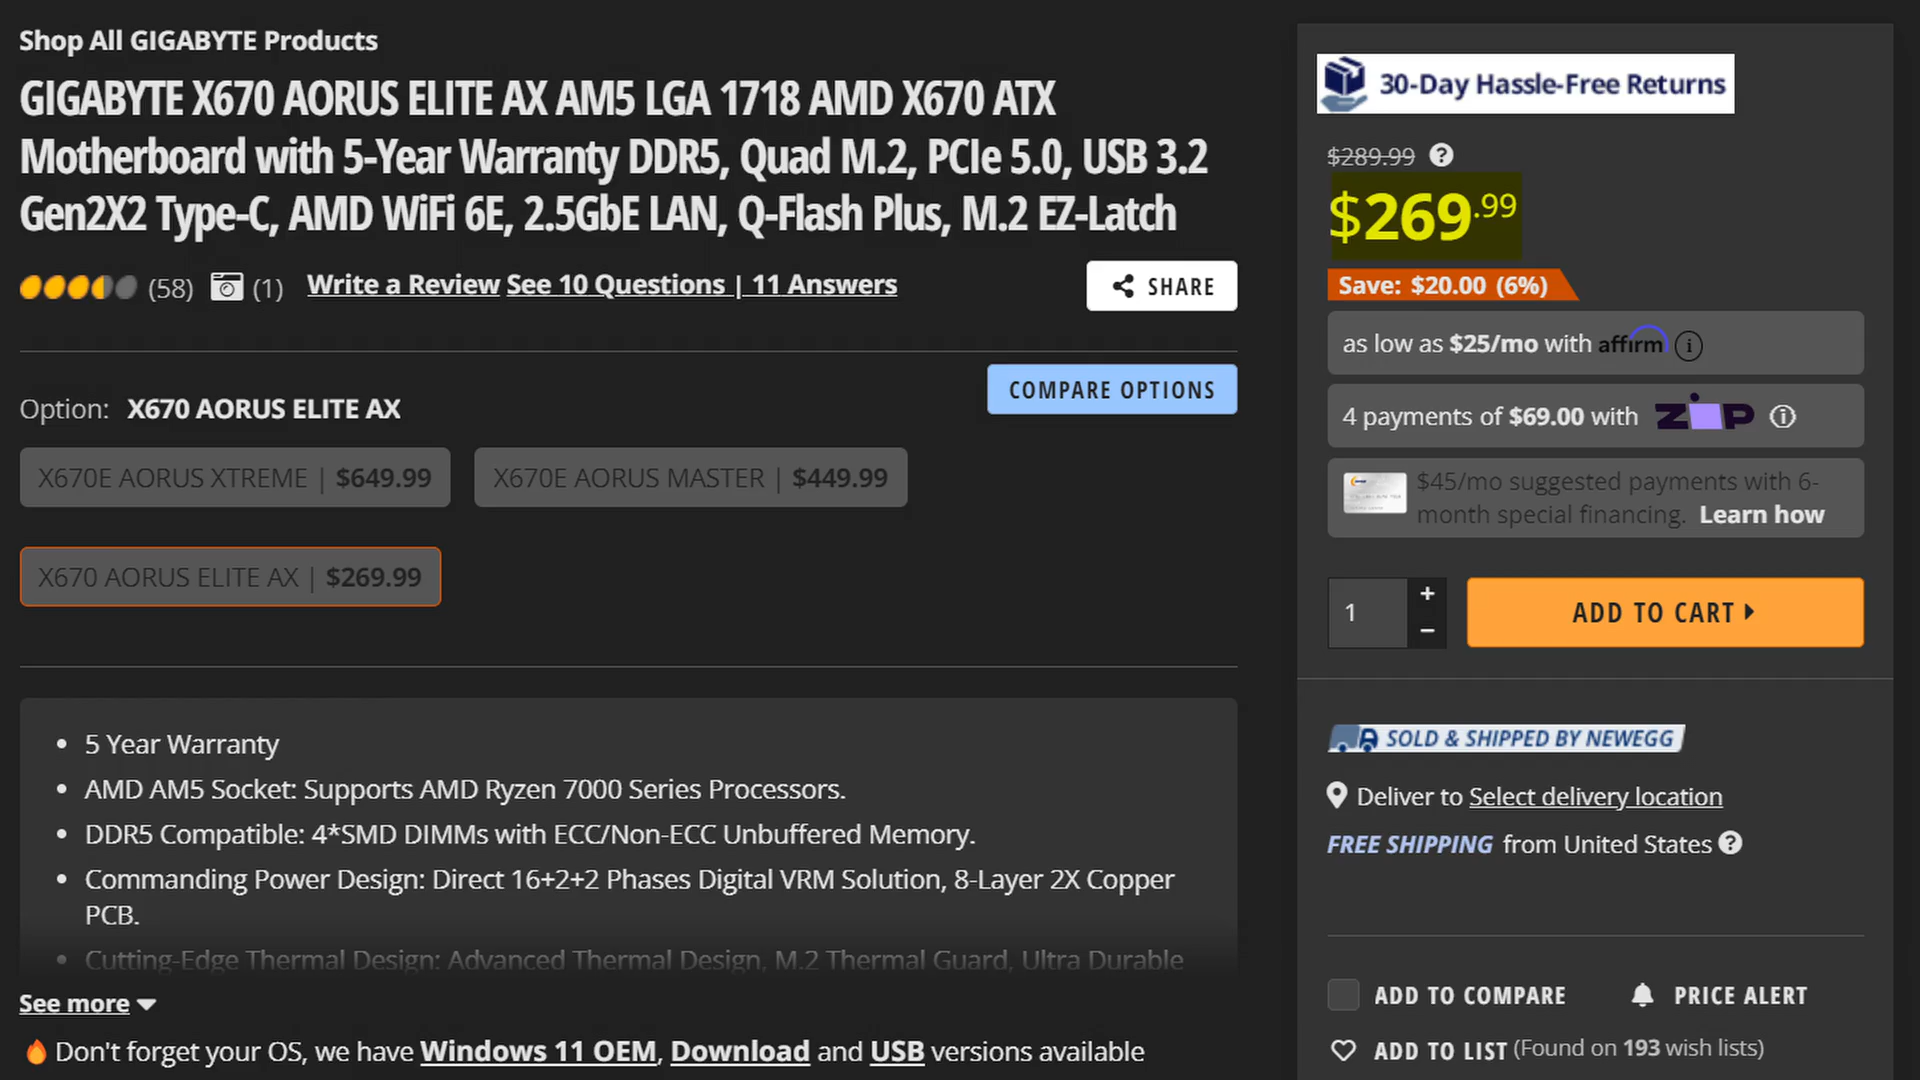 Shop All GIGABYTE Products
GIGABYTE X670 AORUS ELITE AX AM5 LGA 1718 AMD X670 ATX
Motherboard with 5-Year Warranty DDR5, Quad M.2, PCIe 5.0, USB 3.2
Gen2X2 Type-C, AMD WiFi 6E, 2.5GbE LAN, Q-Flash Plus, M.2 EZ-Latch
(58) (1) Write a Review See 10 Questions | 11 Answers
SHARE
Option: X670 AORUS ELITE AX
COMPARE OPTIONS
X670E AORUS XTREME | $649.99
X670E AORUS MASTER | $449.99
X670 AORUS ELITE AX | $269.99
5 Year Warranty
AMD AM5 Socket: Supports AMD Ryzen 7000 Series Processors.
DDR5 Compatible: 4*SMD DIMMs with ECC/Non-ECC Unbuffered Memory.
Commanding Power Design: Direct 16+2+2 Phases Digital VRM Solution, 8-Layer 2X Copper
PCB.
Cutting-Edge Thermal Design: Advanced Thermal Design, M.2 Thermal Guard, Ultra Durable
See more
Don't forget your OS, we have Windows 11 OEM, Download and USB versions available
30-Day Hassle-Free Returns
$289.99 ?
$269.99
Save: $20.00 (6%)
as low as $25/mo with affirm i
4 payments of $69.00 with ZIP i
$45/mo suggested payments with 6-
month special financing. Learn how
1 + −
ADD TO CART
SOLD & SHIPPED BY NEWEGG
Deliver to Select delivery location
FREE SHIPPING from United States ?
ADD TO COMPARE
PRICE ALERT
ADD TO LIST (Found on 193 wish lists)